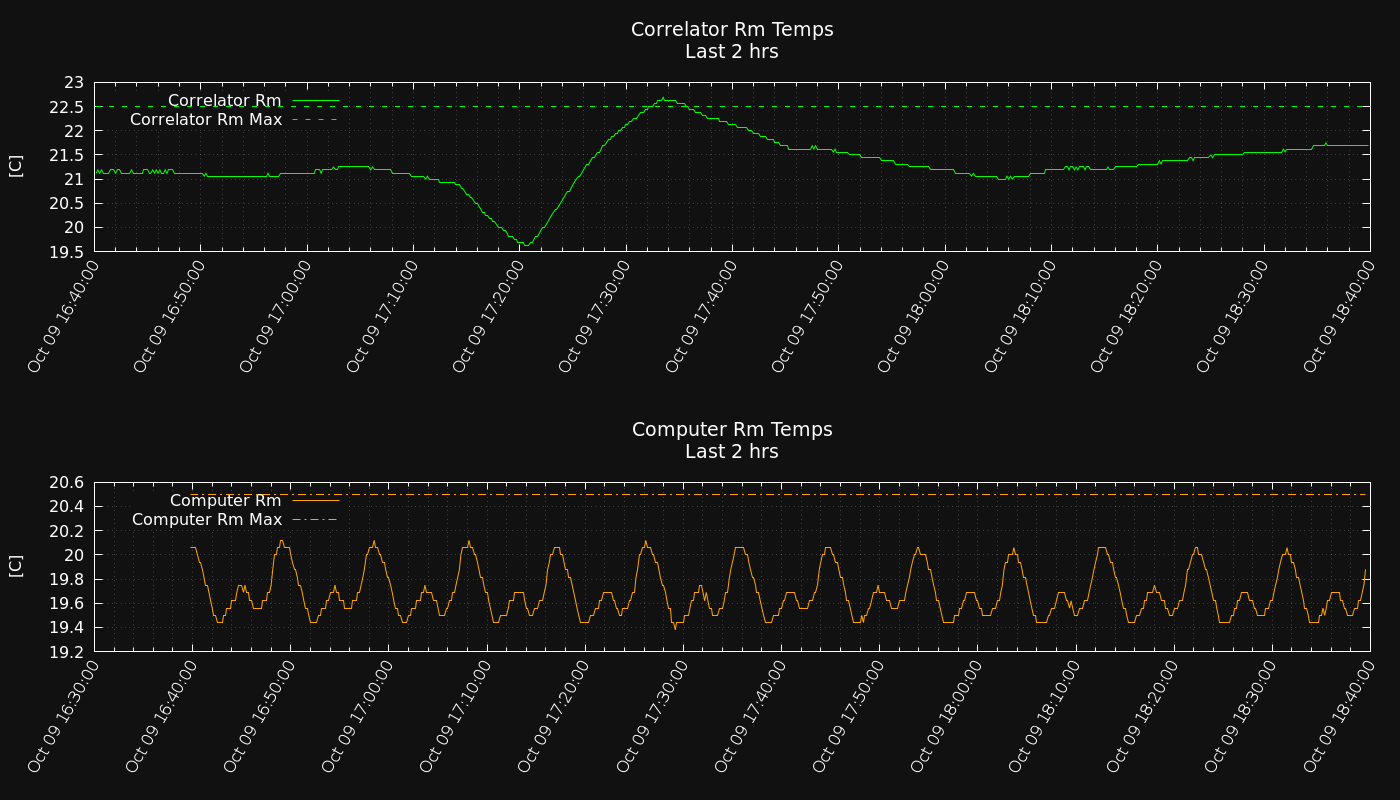 Correlator Rm Temps
Last 2 hrs
23
22.5
22
21.5
21
20.5
20
19.5
[C]
Correlator Rm
Correlator Rm Max
Oct 09 16:40:00
Oct 09 16:50:00
Oct 09 17:00:00
Oct 09 17:10:00
Oct 09 17:20:00
Oct 09 17:30:00
Oct 09 17:40:00
Oct 09 17:50:00
Oct 09 18:00:00
Oct 09 18:10:00
Oct 09 18:20:00
Oct 09 18:30:00
Oct 09 18:40:00
Computer Rm Temps
Last 2 hrs
20.6
20.4
20.2
20
19.8
19.6
19.4
19.2
[C]
Computer Rm
Computer Rm Max
Oct 09 16:30:00
Oct 09 16:40:00
Oct 09 16:50:00
Oct 09 17:00:00
Oct 09 17:10:00
Oct 09 17:20:00
Oct 09 17:30:00
Oct 09 17:40:00
Oct 09 17:50:00
Oct 09 18:00:00
Oct 09 18:10:00
Oct 09 18:20:00
Oct 09 18:30:00
Oct 09 18:40:00